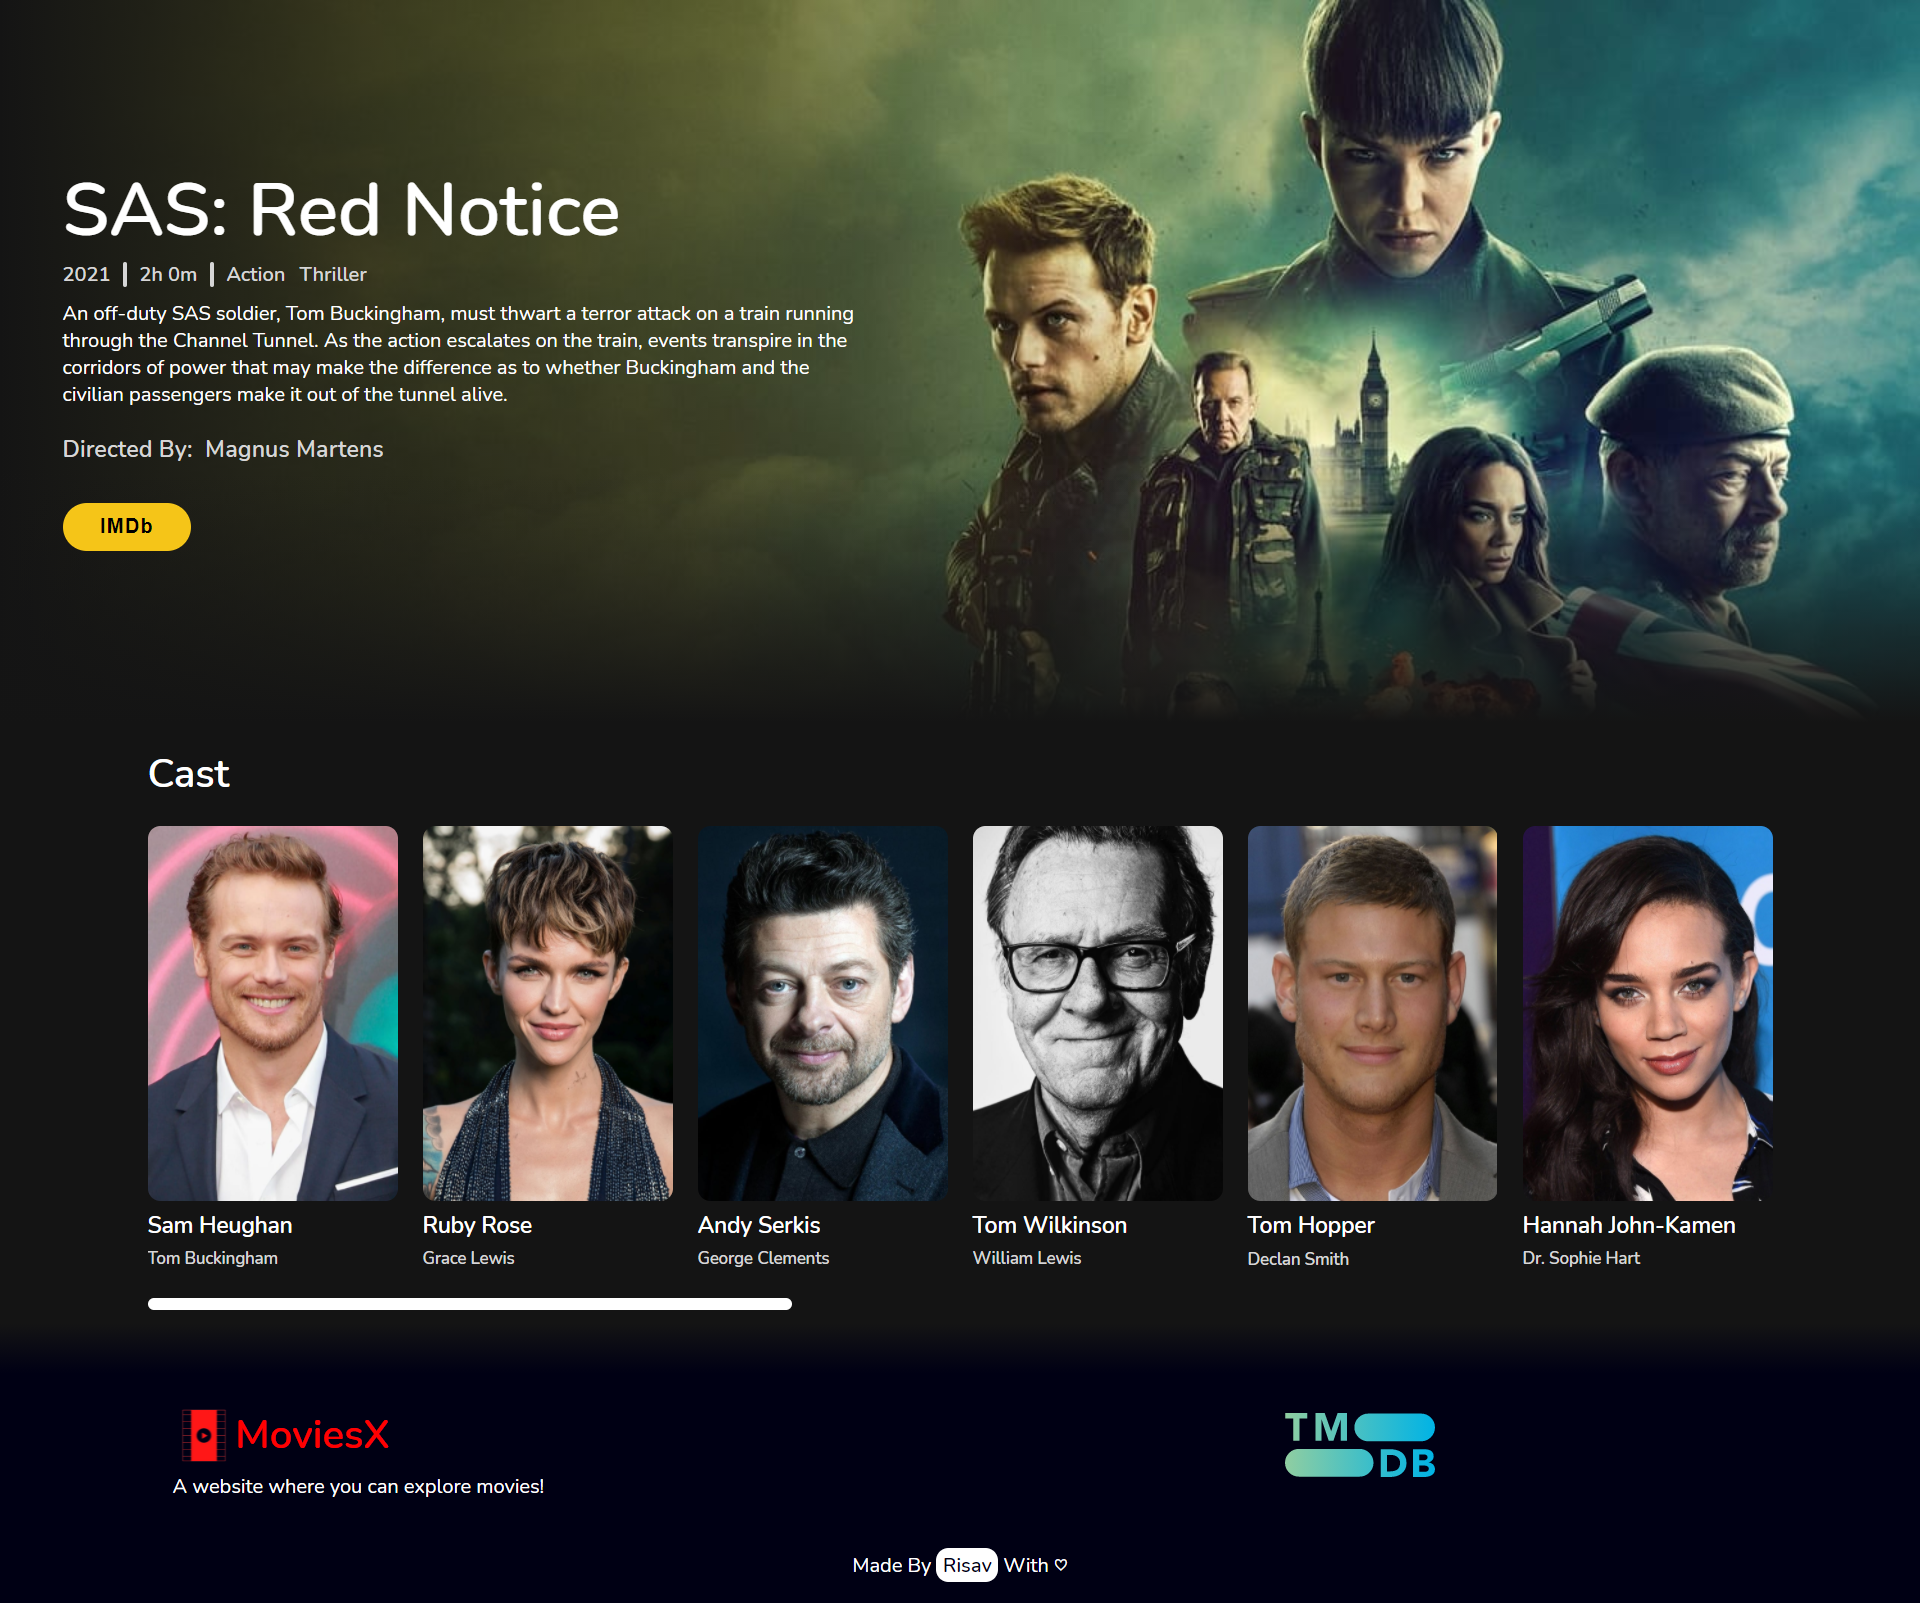 SAS: Red Notice
2021 | 2h 0m | Action Thriller
An off-duty SAS soldier, Tom Buckingham, must thwart a terror attack on a train running
through the Channel Tunnel. As the action escalates on the train, events transpire in the
corridors of power that may make the difference as to whether Buckingham and the
civilian passengers make it out of the tunnel alive.
Directed By: Magnus Martens
IMDb
Cast
Sam Heughan
Tom Buckingham
Ruby Rose
Grace Lewis
Andy Serkis
George Clements
Tom Wilkinson
William Lewis
Tom Hopper
Declan Smith
Hannah John-Kamen
Dr. Sophie Hart
MoviesX
A website where you can explore movies!
TM
DB
Made By Risav With ♡